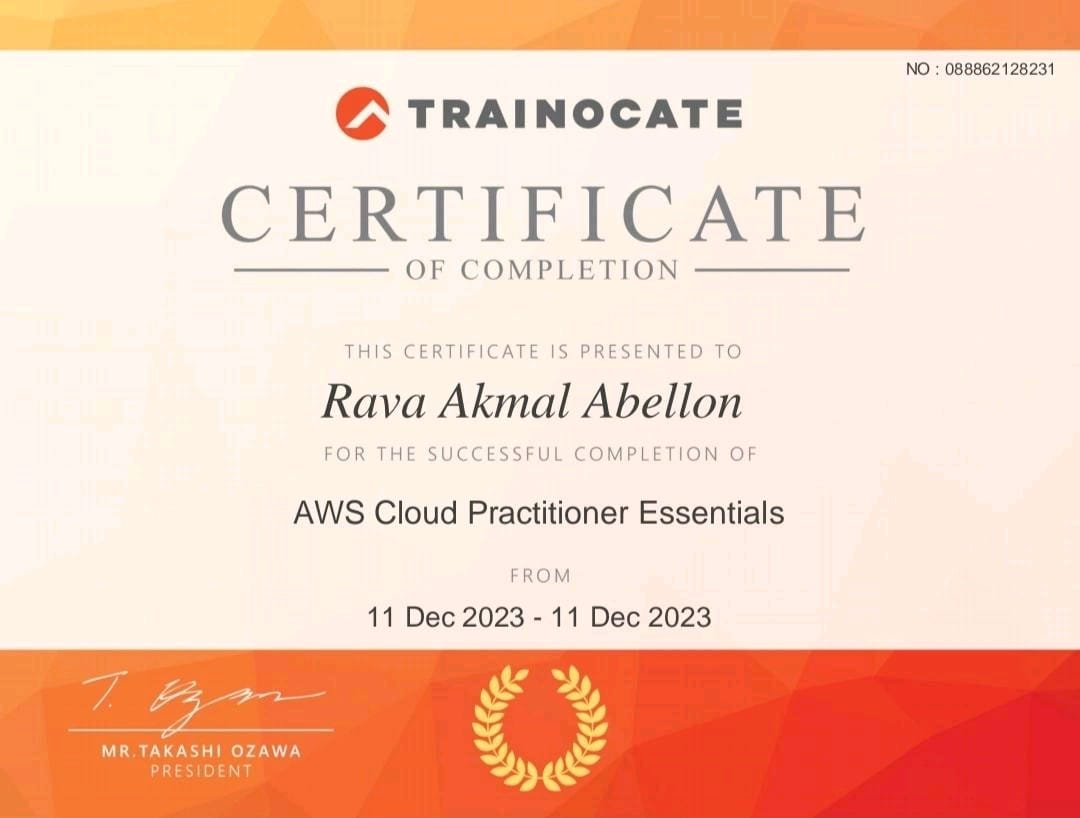 NO : 088862128231
TRAINOCATE
CERTIFICATE
OF COMPLETION
THIS CERTIFICATE IS PRESENTED TO
Rava Akmal Abellon
FOR THE SUCCESSFUL COMPLETION OF
AWS Cloud Practitioner Essentials
FROM
11 Dec 2023 - 11 Dec 2023
T. Ozawa
MR.TAKASHI OZAWA
PRESIDENT